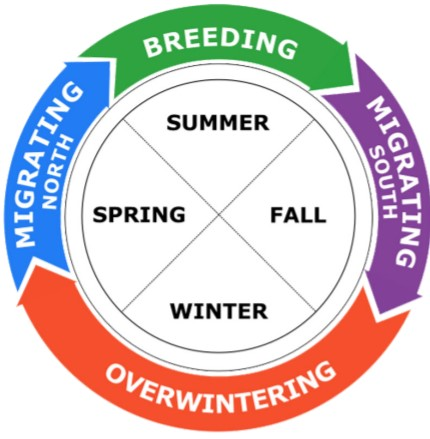 BREEDING
MIGRATING
NORTH
MIGRATING
SOUTH
SUMMER
SPRING
FALL
WINTER
OVERWINTERING